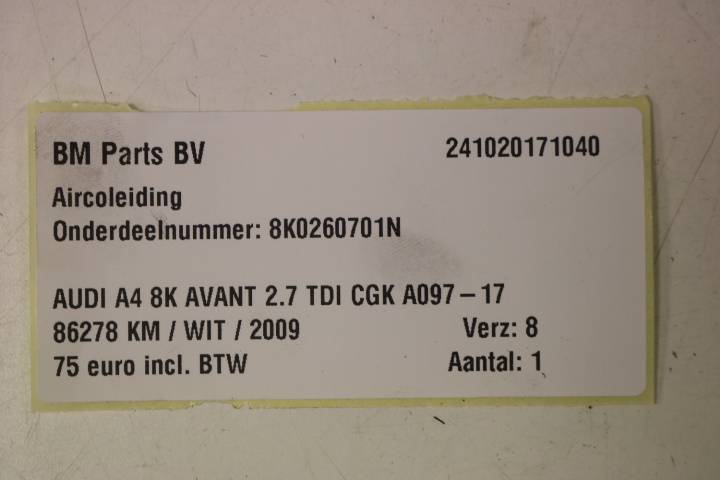 BM Parts BV 241020171040
Aircoleiding
Onderdeelnummer: 8K0260701N
AUDI A4 8K AVANT 2.7 TDI CGK A097 – 17
86278 KM / WIT / 2009 Verz: 8
75 euro incl. BTW Aantal: 1